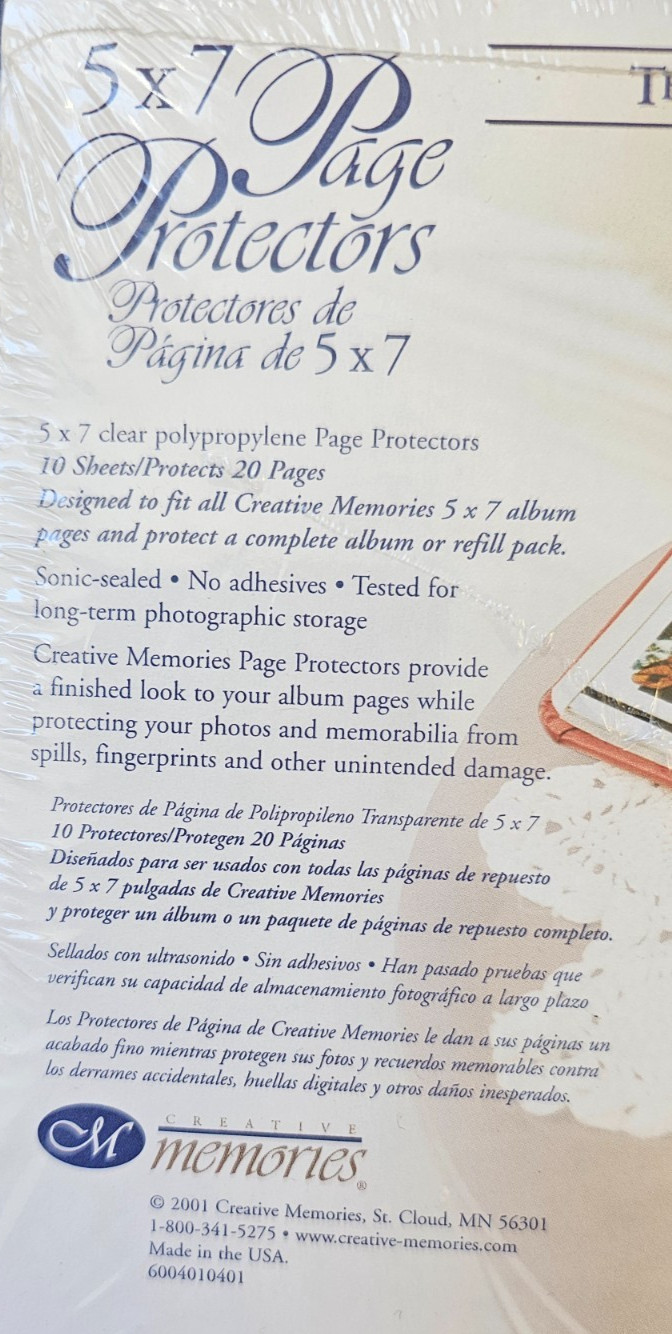 5 x 7 Page
Protectors
Protectores de
Página de 5 x 7
5 x 7 clear polypropylene Page Protectors
10 Sheets/Protects 20 Pages
Designed to fit all Creative Memories 5 x 7 album
pages and protect a complete album or refill pack.
Sonic-sealed • No adhesives • Tested for
long-term photographic storage
Creative Memories Page Protectors provide
a finished look to your album pages while
protecting your photos and memorabilia from
spills, fingerprints and other unintended damage.
Protectores de Página de Polipropileno Transparente de 5 x 7
10 Protectores/Protegen 20 Páginas
Diseñados para ser usados con todas las páginas de repuesto
de 5 x 7 pulgadas de Creative Memories
y proteger un álbum o un paquete de páginas de repuesto completo.
Sellados con ultrasonido • Sin adhesivos • Han pasado pruebas que
verifican su capacidad de almacenamiento fotográfico a largo plazo
Los Protectores de Página de Creative Memories le dan a sus páginas un
acabado fino mientras protegen sus fotos y recuerdos memorables contra
los derrames accidentales, huellas digitales y otros daños inesperados.
CM CREATIVE
memories®
© 2001 Creative Memories, St. Cloud, MN 56301
1-800-341-5275 • www.creative-memories.com
Made in the USA.
6004010401